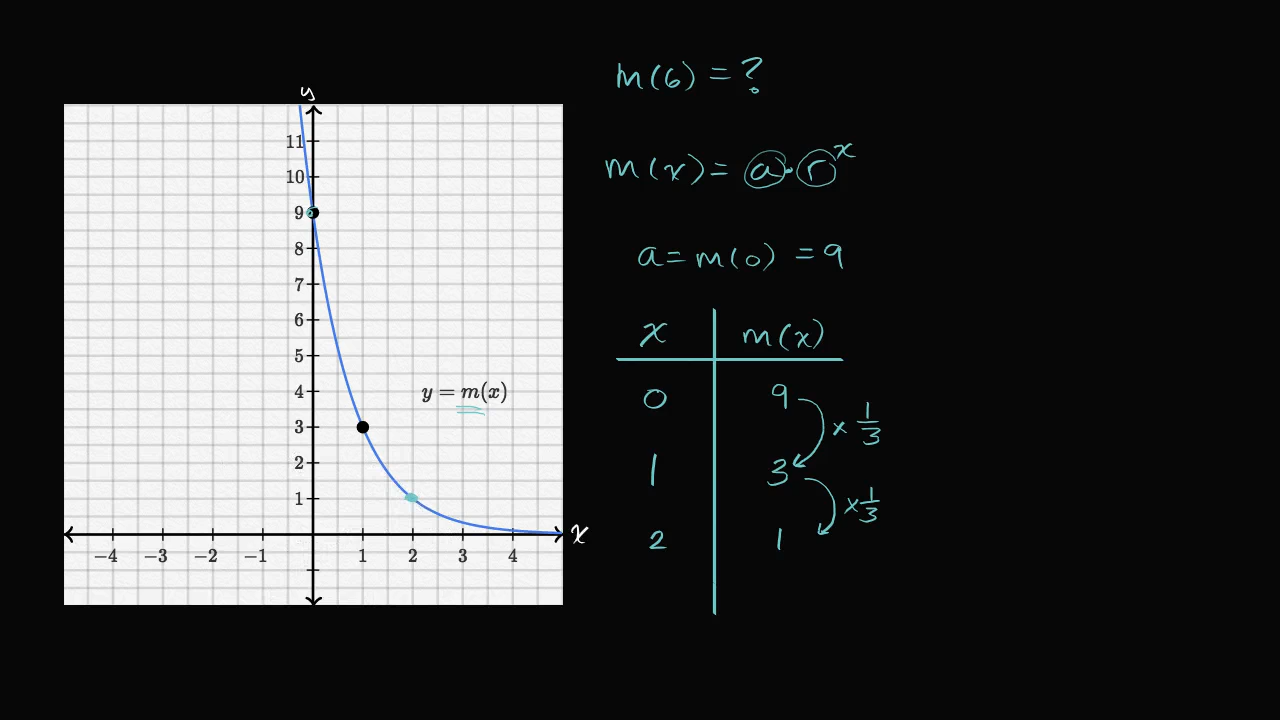 m(6) = ?
y
m(x) = a · r^x
11
10
9
8
7
6
5
4
3
2
1
y = m(x)
x
−4 −3 −2 −1 1 2 3 4
a = m(0) = 9
x m(x)
0 9
× 1/3
1 3
× 1/3
2 1